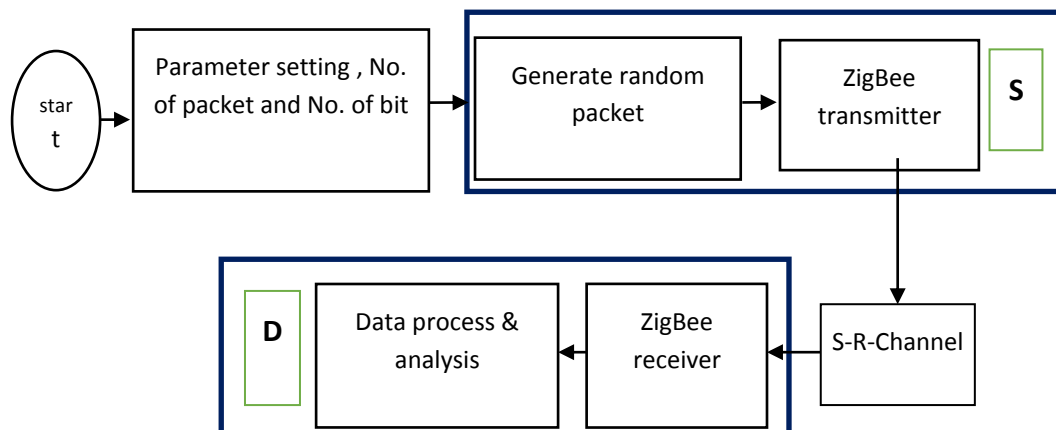 star
t
Parameter setting , No.
of packet and No. of bit
Generate random
packet
ZigBee
transmitter
S
D
Data process &
analysis
ZigBee
receiver
S-R-Channel